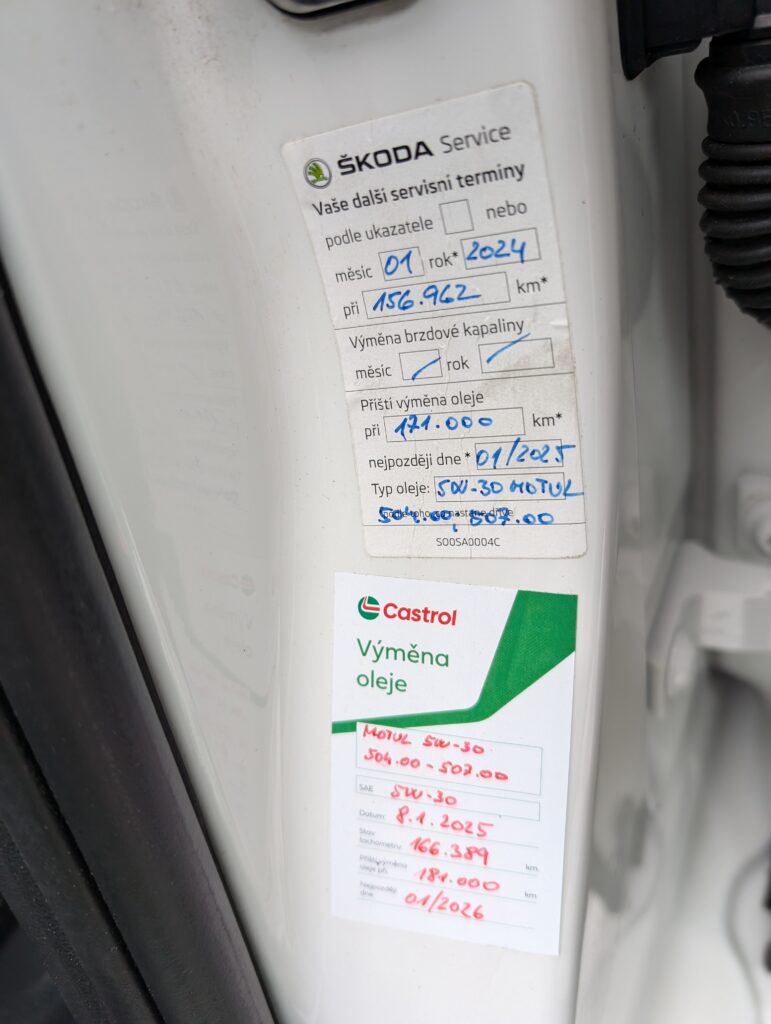 ŠKODA Service
Vaše další servisní termíny
podle ukazatele nebo
měsíc 01 rok* 2024
při 156.962 km*
Výměna brzdové kapaliny
měsíc / rok /
Příští výměna oleje
při 171.000 km*
nejpozději dne* 01/2025
Typ oleje: 5W-30 MOTUL
504.00; 507.00
S00SA0004C
Castrol
Výměna
oleje
MOTUL 5W-30
504.00-507.00
SAE 5W-30
Datum: 8.1.2025
Stav
tachometru: 166.389 km
Příští výměna
oleje při: 181.000 km
Nejpozději
dne: 01/2026